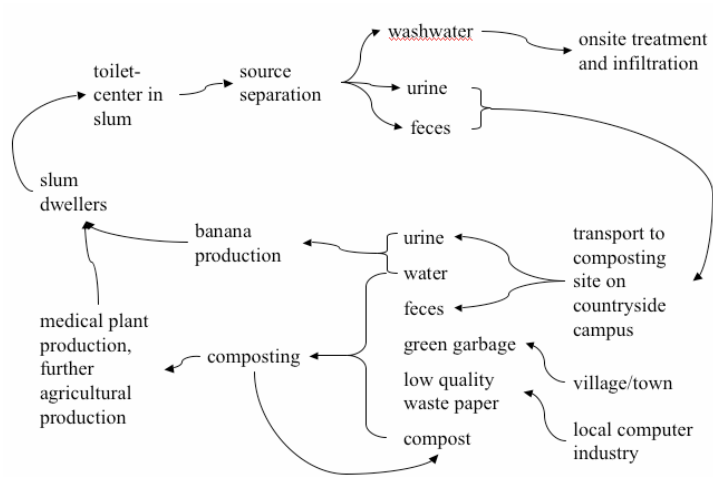 washwater
onsite treatment
and infiltration
toilet-
center in
slum
source
separation
urine
feces
slum
dwellers
banana
production
urine
water
feces
green garbage
low quality
waste paper
compost
transport to
composting
site on
countryside
campus
medical plant
production,
further
agricultural
production
composting
village/town
local computer
industry